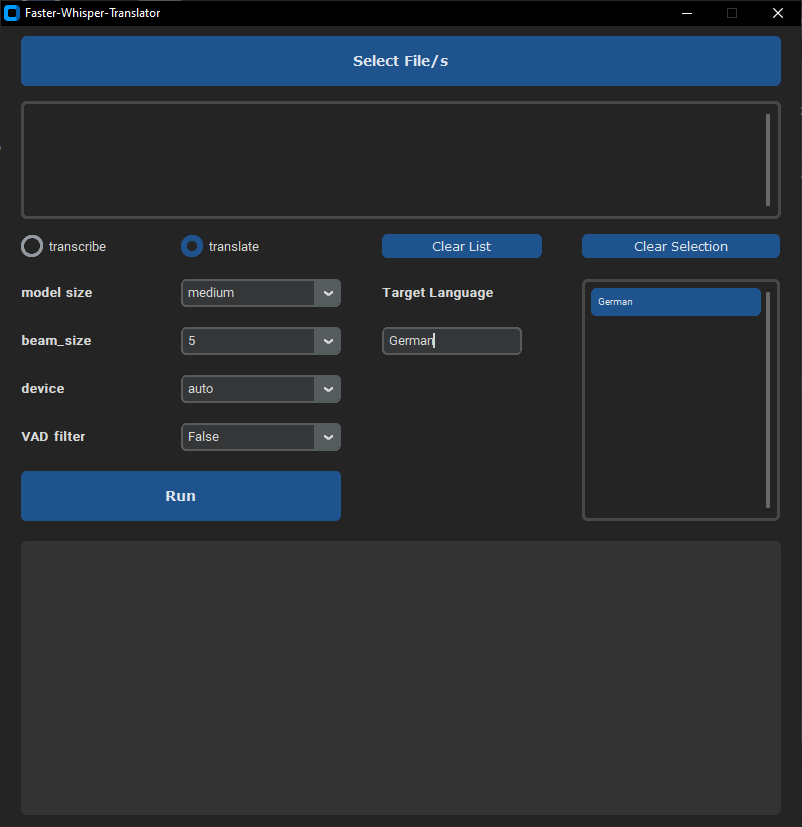 Faster-Whisper-Translator
Select File/s
transcribe translate Clear List Clear Selection
model size medium Target Language German
beam_size 5 German
device auto
VAD filter False
Run